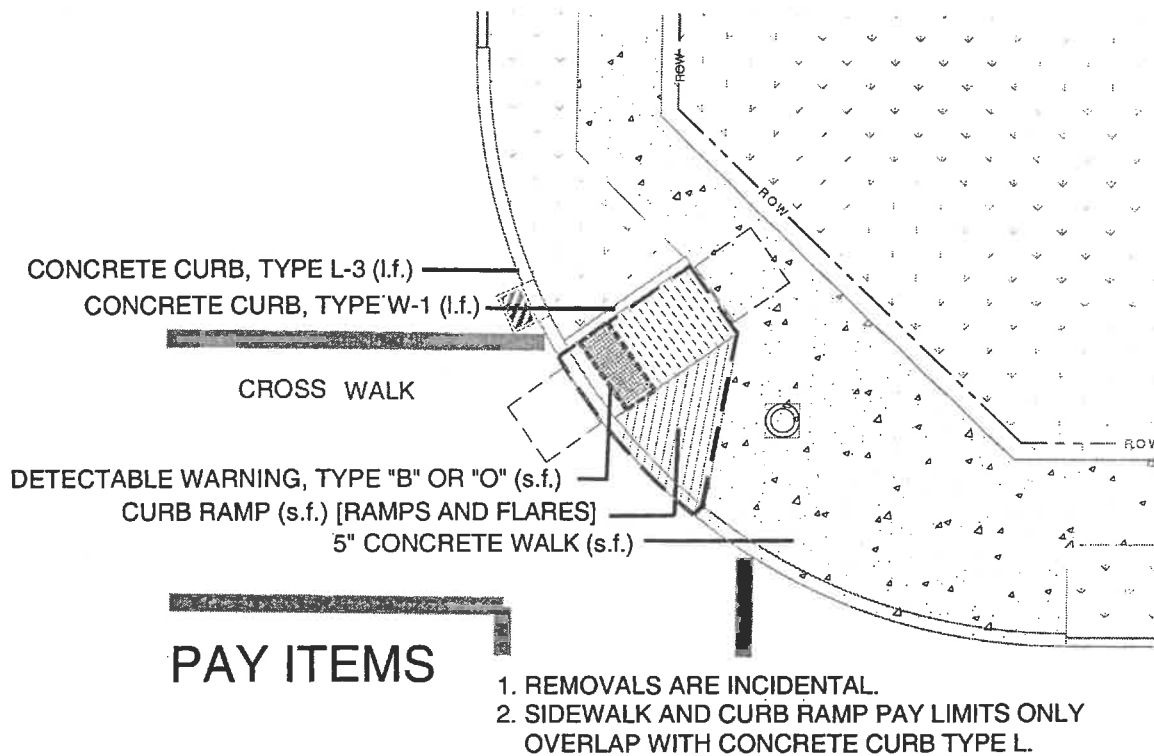 ROW
ROW
CONCRETE CURB, TYPE L-3 (l.f.)
CONCRETE CURB, TYPE W-1 (l.f.)
CROSS WALK
ROW
DETECTABLE WARNING, TYPE "B" OR "O" (s.f.)
CURB RAMP (s.f.) [RAMPS AND FLARES]
5" CONCRETE WALK (s.f.)
PAY ITEMS
1. REMOVALS ARE INCIDENTAL.
2. SIDEWALK AND CURB RAMP PAY LIMITS ONLY
OVERLAP WITH CONCRETE CURB TYPE L.